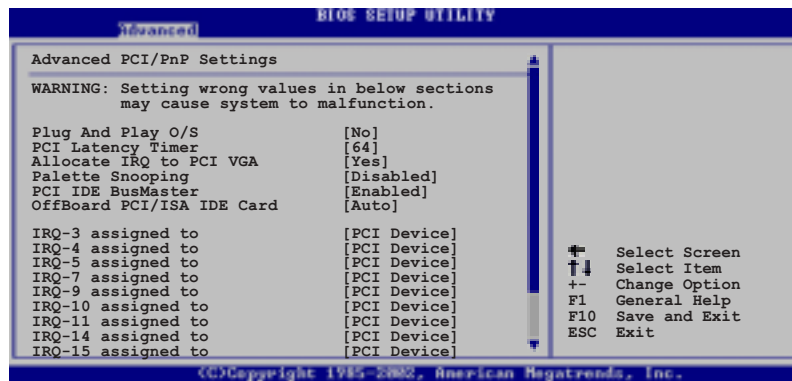 BIOS SETUP UTILITY
Advanced
Advanced PCI/PnP Settings
WARNING: Setting wrong values in below sections
may cause system to malfunction.
Plug And Play O/S [No]
PCI Latency Timer [64]
Allocate IRQ to PCI VGA [Yes]
Palette Snooping [Disabled]
PCI IDE BusMaster [Enabled]
OffBoard PCI/ISA IDE Card [Auto]
IRQ-3 assigned to [PCI Device]
IRQ-4 assigned to [PCI Device]
IRQ-5 assigned to [PCI Device]
IRQ-7 assigned to [PCI Device]
IRQ-9 assigned to [PCI Device]
IRQ-10 assigned to [PCI Device]
IRQ-11 assigned to [PCI Device]
IRQ-14 assigned to [PCI Device]
IRQ-15 assigned to [PCI Device]
Select Screen
↑↓ Select Item
+- Change Option
F1 General Help
F10 Save and Exit
ESC Exit
(C)Copyright 1985-2002, American Megatrends, Inc.